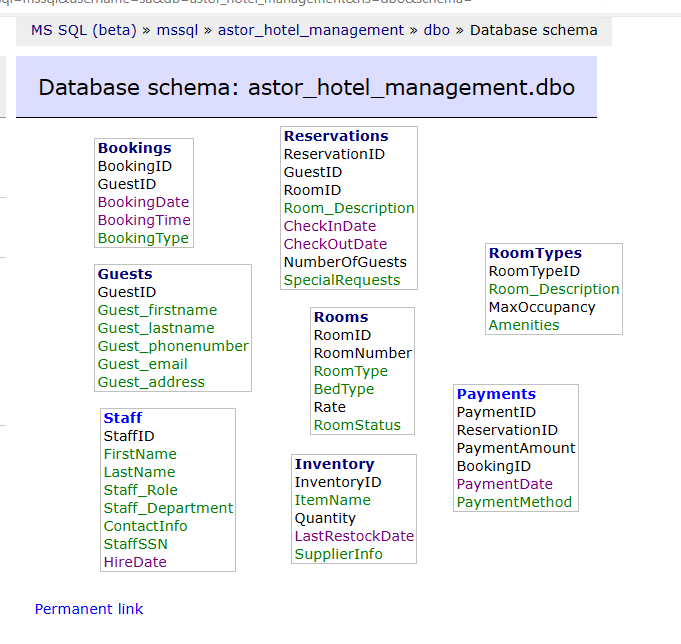 MS SQL (beta) » mssql » astor_hotel_management » dbo » Database schema
Database schema: astor_hotel_management.dbo
Bookings
BookingID
GuestID
BookingDate
BookingTime
BookingType
Reservations
ReservationID
GuestID
RoomID
Room_Description
CheckInDate
CheckOutDate
NumberOfGuests
SpecialRequests
RoomTypes
RoomTypeID
Room_Description
MaxOccupancy
Amenities
Guests
GuestID
Guest_firstname
Guest_lastname
Guest_phonenumber
Guest_email
Guest_address
Rooms
RoomID
RoomNumber
RoomType
BedType
Rate
RoomStatus
Payments
PaymentID
ReservationID
PaymentAmount
BookingID
PaymentDate
PaymentMethod
Staff
StaffID
FirstName
LastName
Staff_Role
Staff_Department
ContactInfo
StaffSSN
HireDate
Inventory
InventoryID
ItemName
Quantity
LastRestockDate
SupplierInfo
Permanent link